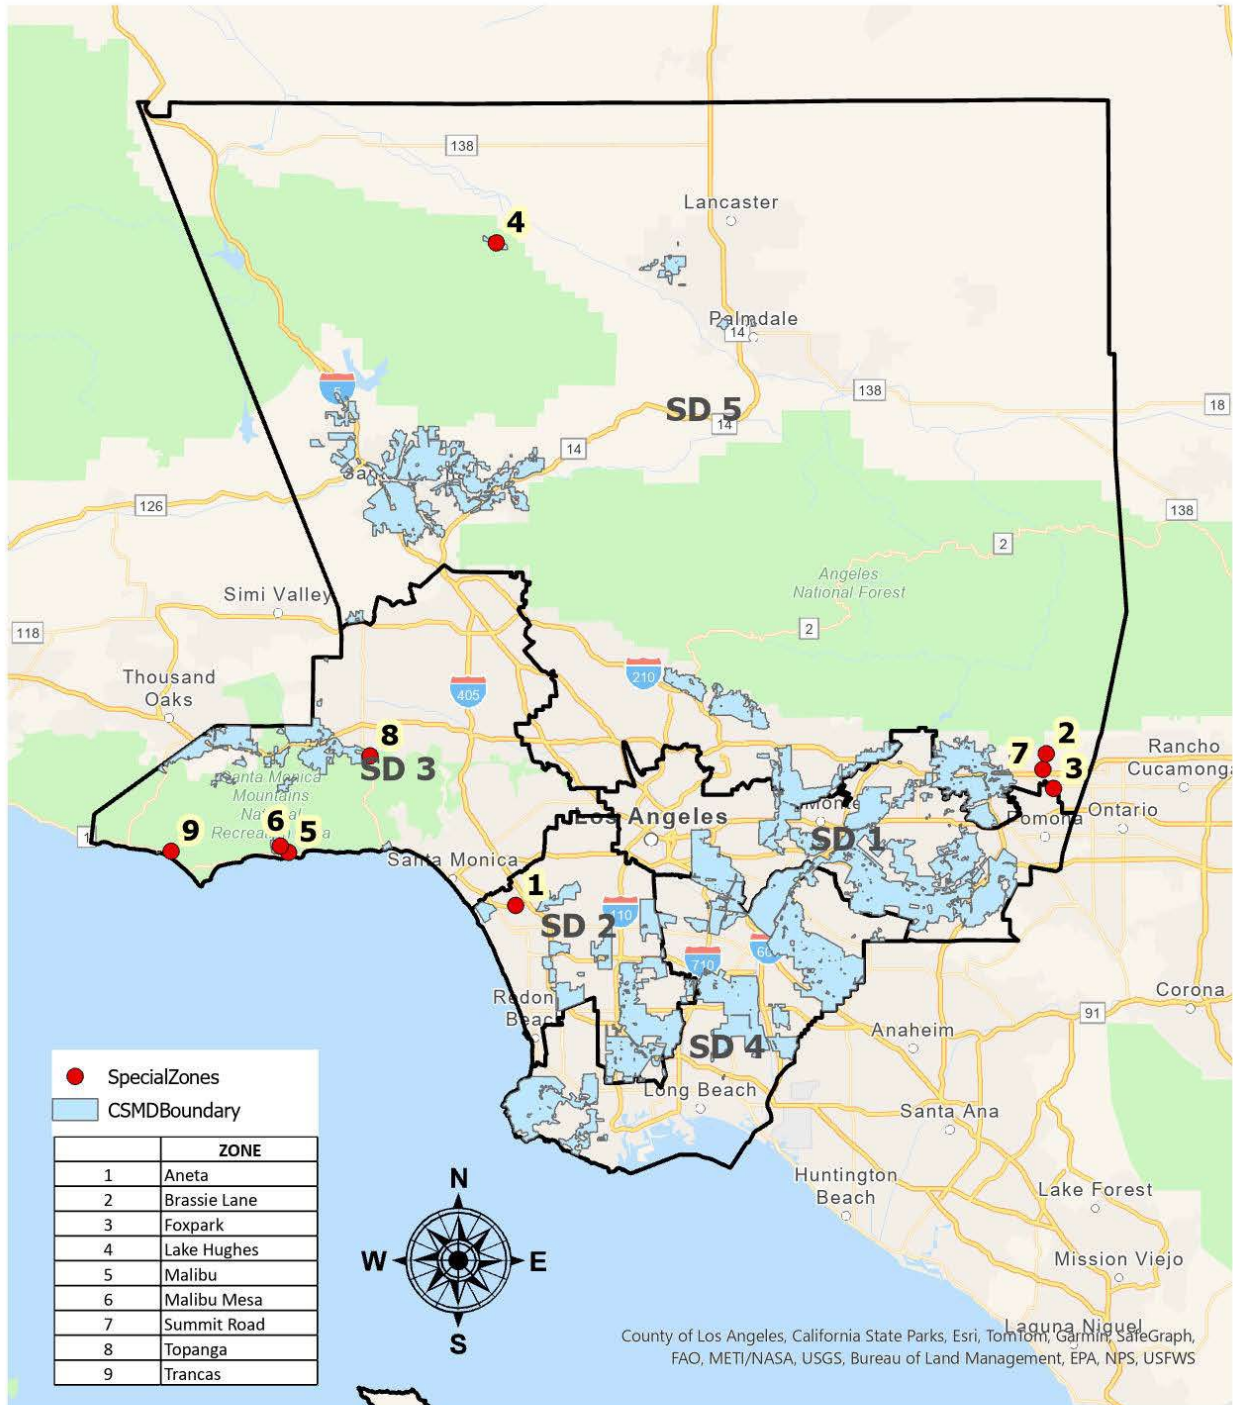 138
4
Lancaster
Palmdale
14
5
SD 5
138
14
18
14
126
138
2
Angeles
National Forest
Simi Valley
118
2
210
Thousand
Oaks
405
8
2
7
Rancho
Cucamonga
SD 3
3
Santa Monica
Mountains
National
Recreation Area
Los Angeles
Monte
Pomona
Ontario
6
5
9
SD 1
Santa Monica
1
SD 2
110
710
60
Redon
Beac
Corona
91
Anaheim
SD 4
Long Beach
Santa Ana
SpecialZones
CSMDBoundary
ZONE
1 Aneta
2 Brassie Lane
3 Foxpark
4 Lake Hughes
5 Malibu
6 Malibu Mesa
7 Summit Road
8 Topanga
9 Trancas
N
W E
S
Huntington
Beach
Lake Forest
Mission Viejo
Laguna Niguel
County of Los Angeles, California State Parks, Esri, TomTom, Garmin, SafeGraph,
FAO, METI/NASA, USGS, Bureau of Land Management, EPA, NPS, USFWS